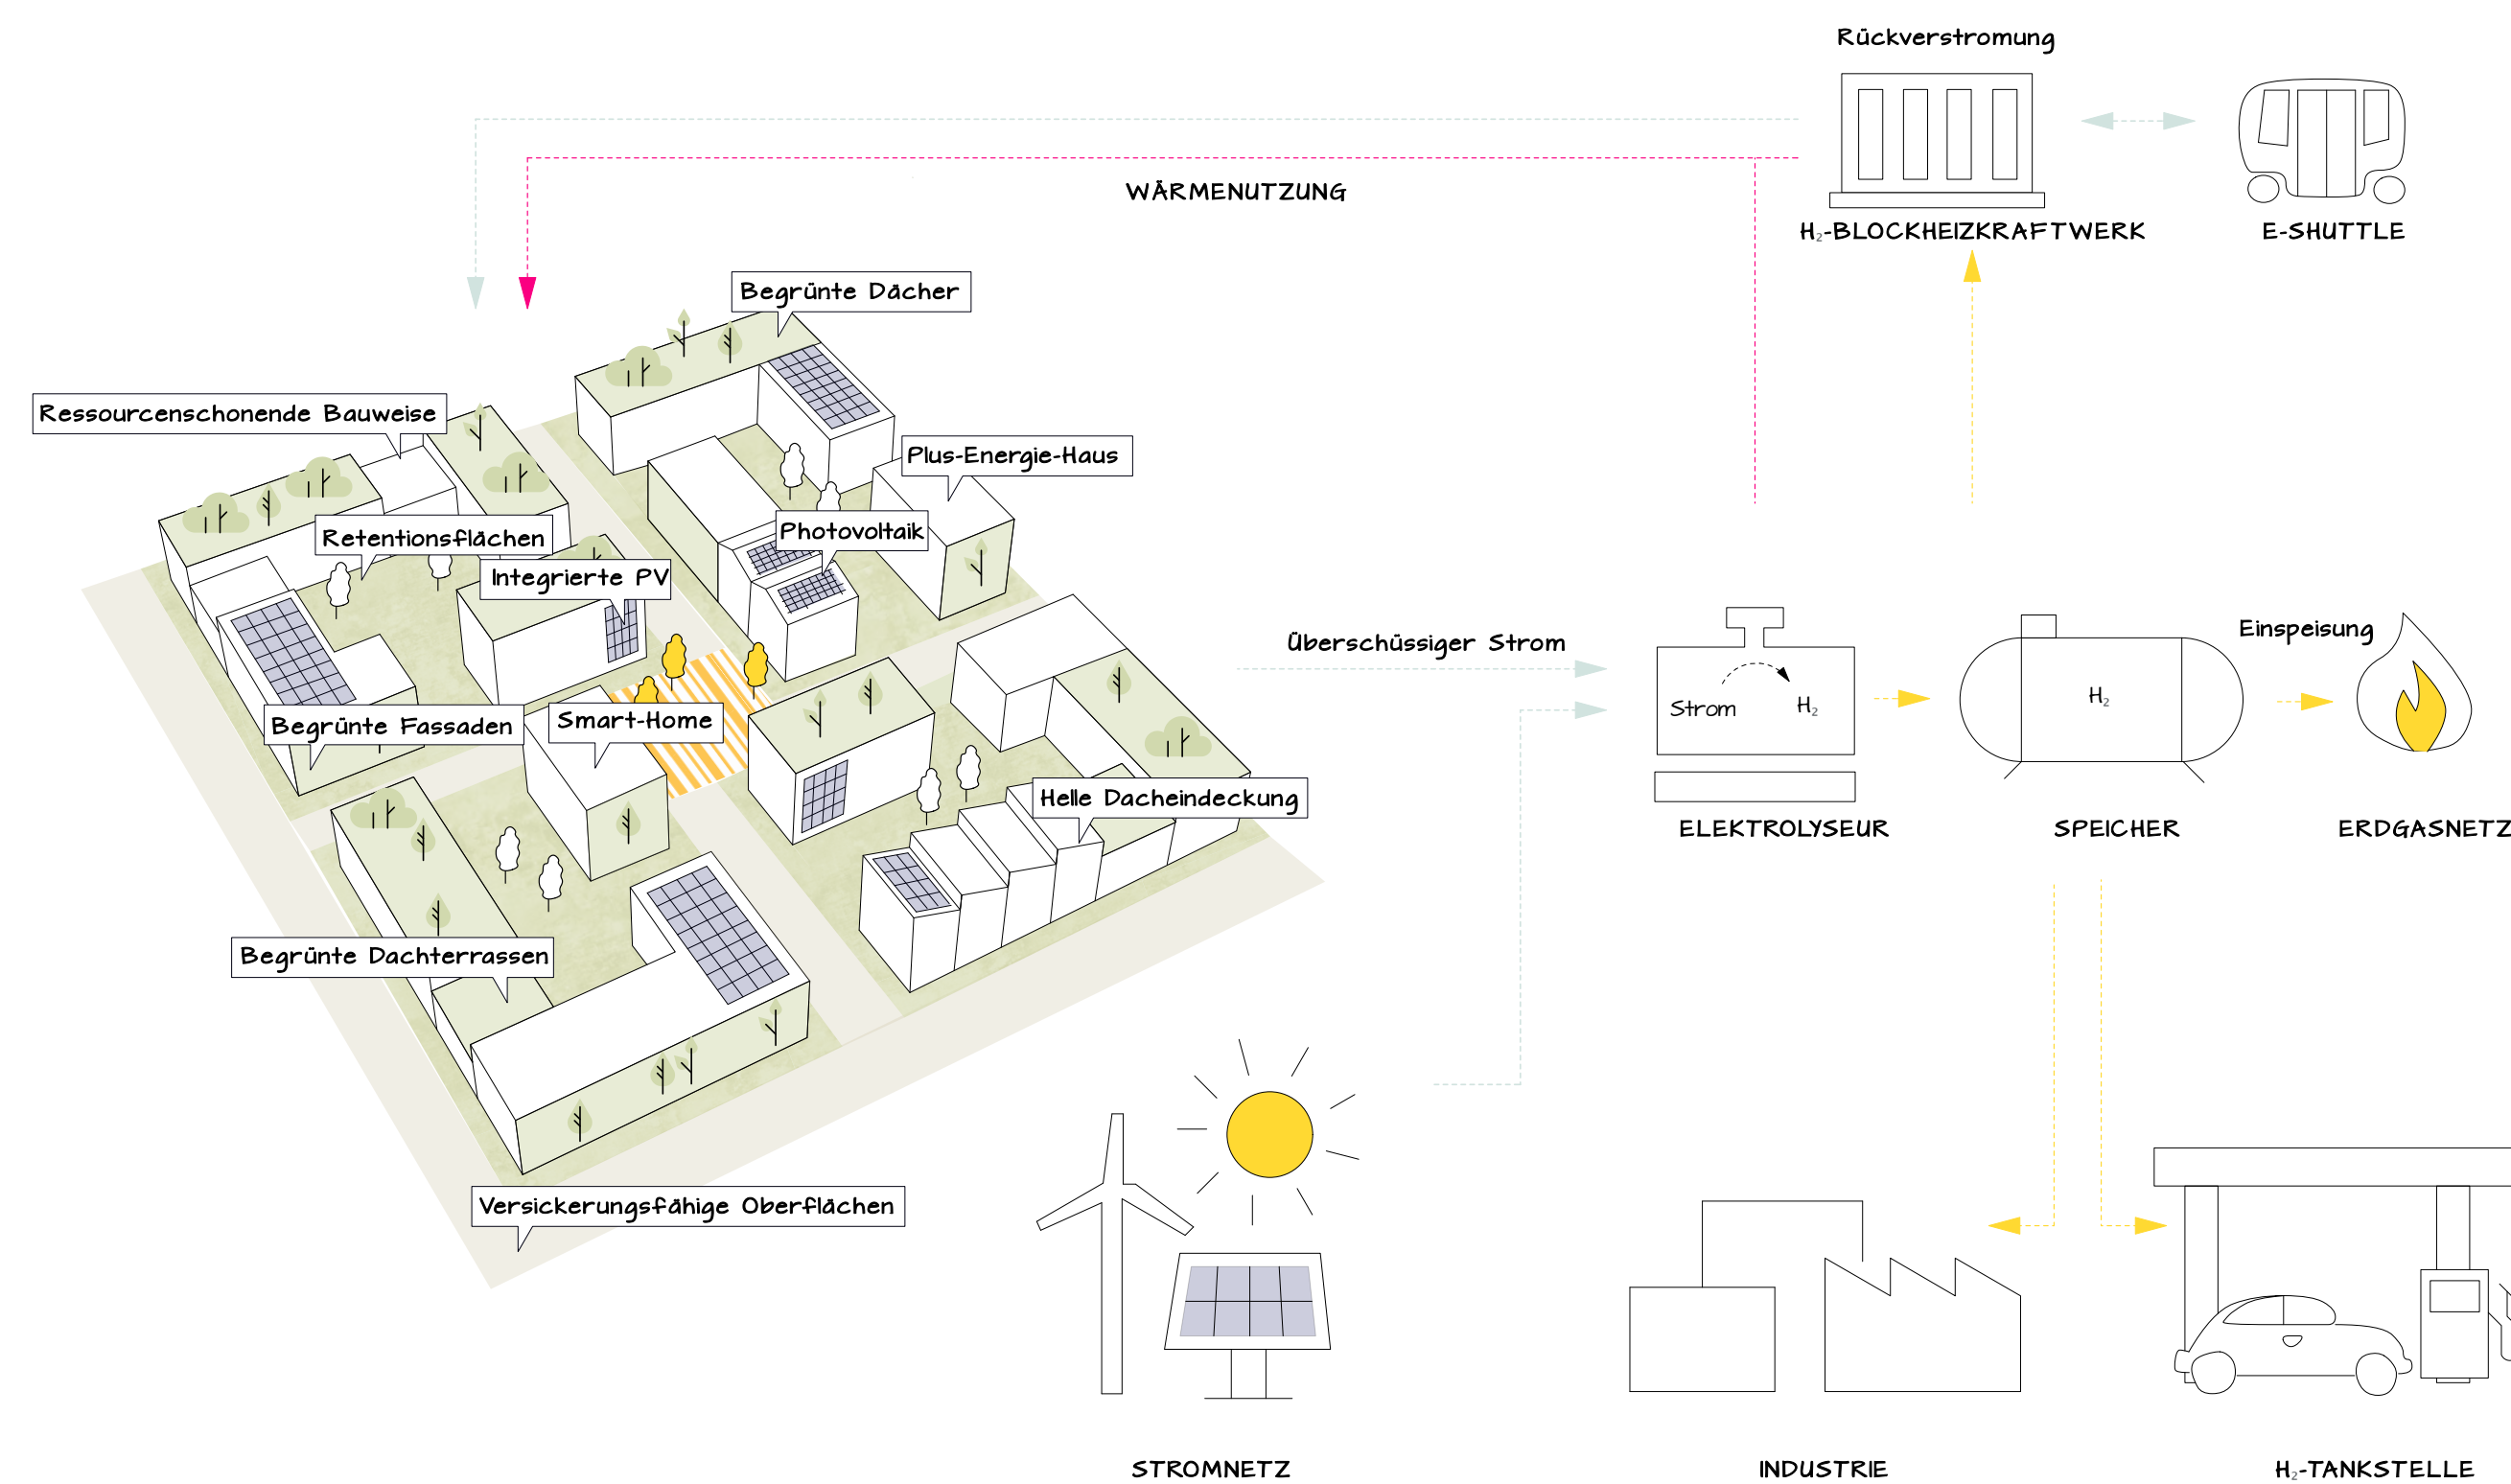 Rückverstromung
WÄRMENUTZUNG
H₂-BLOCKHEIZKRAFTWERK
E-SHUTTLE
Begrünte Dächer
Ressourcenschonende Bauweise
Plus-Energie-Haus
Retentionsflächen
Photovoltaik
Integrierte PV
Begrünte Fassaden
Smart-Home
Helle Dacheindeckung
Begrünte Dachterrassen
Versickerungsfähige Oberflächen
Überschüssiger Strom
Einspeisung
Strom
H₂
H₂
ELEKTROLYSEUR
SPEICHER
ERDGASNETZ
STROMNETZ
INDUSTRIE
H₂-TANKSTELLE